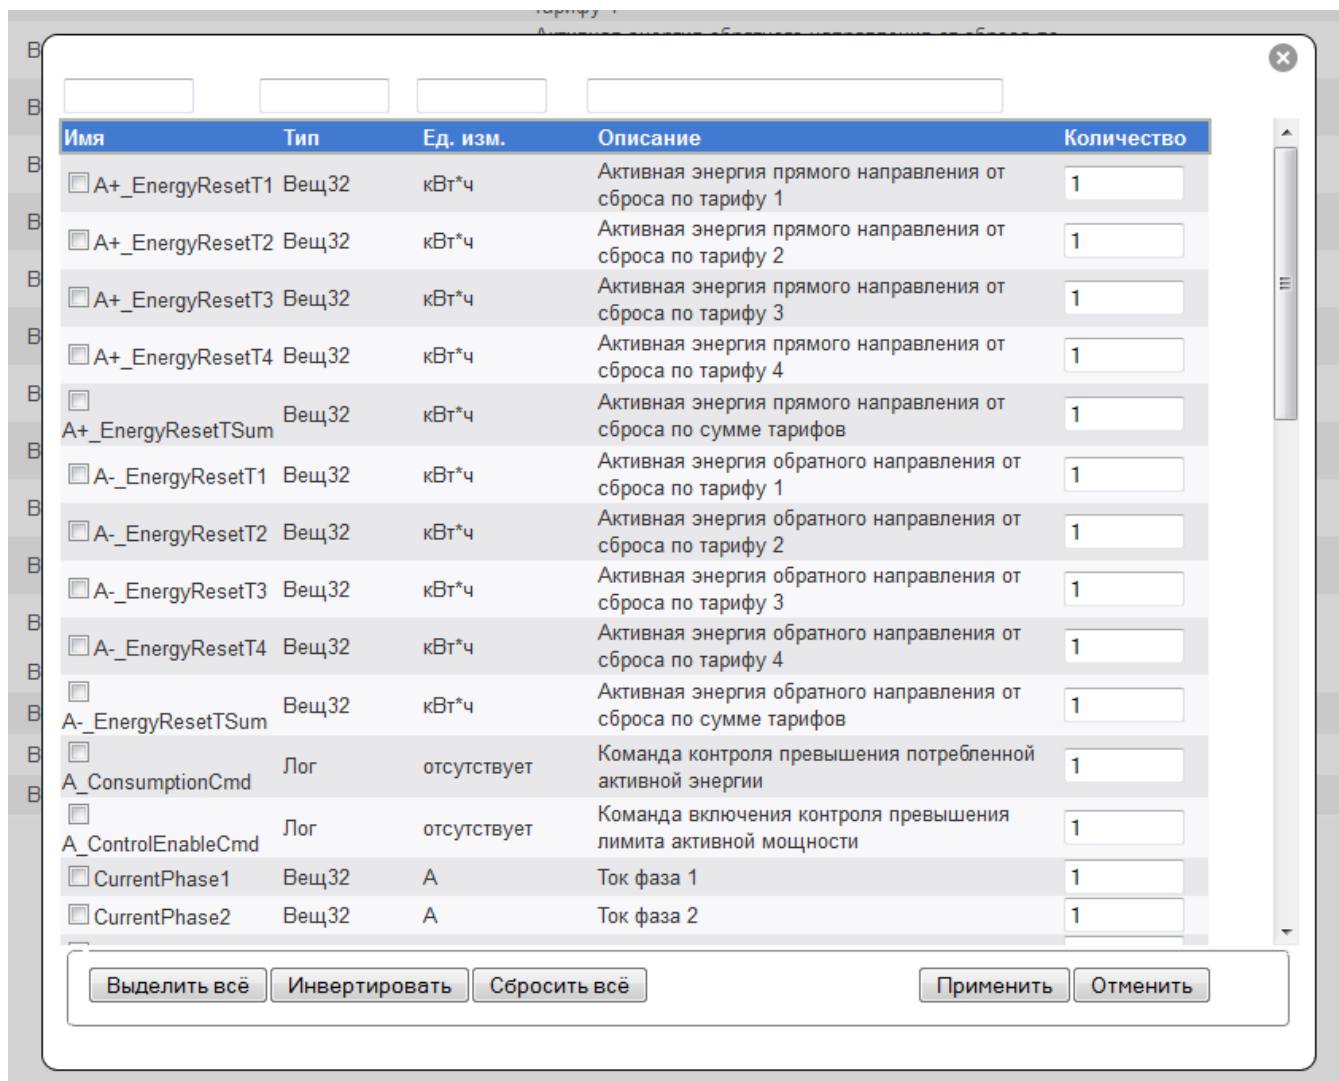 тарифу 1
Активная энергия обратного направления от сброса по
Имя Тип Ед. изм. Описание Количество
A+_EnergyResetT1 Вещ32 кВт*ч Активная энергия прямого направления от 1
сброса по тарифу 1
A+_EnergyResetT2 Вещ32 кВт*ч Активная энергия прямого направления от 1
сброса по тарифу 2
A+_EnergyResetT3 Вещ32 кВт*ч Активная энергия прямого направления от 1
сброса по тарифу 3
A+_EnergyResetT4 Вещ32 кВт*ч Активная энергия прямого направления от 1
сброса по тарифу 4
A+_EnergyResetTSum Вещ32 кВт*ч Активная энергия прямого направления от 1
сброса по сумме тарифов
A-_EnergyResetT1 Вещ32 кВт*ч Активная энергия обратного направления от 1
сброса по тарифу 1
A-_EnergyResetT2 Вещ32 кВт*ч Активная энергия обратного направления от 1
сброса по тарифу 2
A-_EnergyResetT3 Вещ32 кВт*ч Активная энергия обратного направления от 1
сброса по тарифу 3
A-_EnergyResetT4 Вещ32 кВт*ч Активная энергия обратного направления от 1
сброса по тарифу 4
A-_EnergyResetTSum Вещ32 кВт*ч Активная энергия обратного направления от 1
сброса по сумме тарифов
A_ConsumptionCmd Лог отсутствует Команда контроля превышения потребленной 1
активной энергии
A_ControlEnableCmd Лог отсутствует Команда включения контроля превышения 1
лимита активной мощности
CurrentPhase1 Вещ32 А Ток фаза 1 1
CurrentPhase2 Вещ32 А Ток фаза 2 1
Выделить всё Инвертировать Сбросить всё Применить Отменить